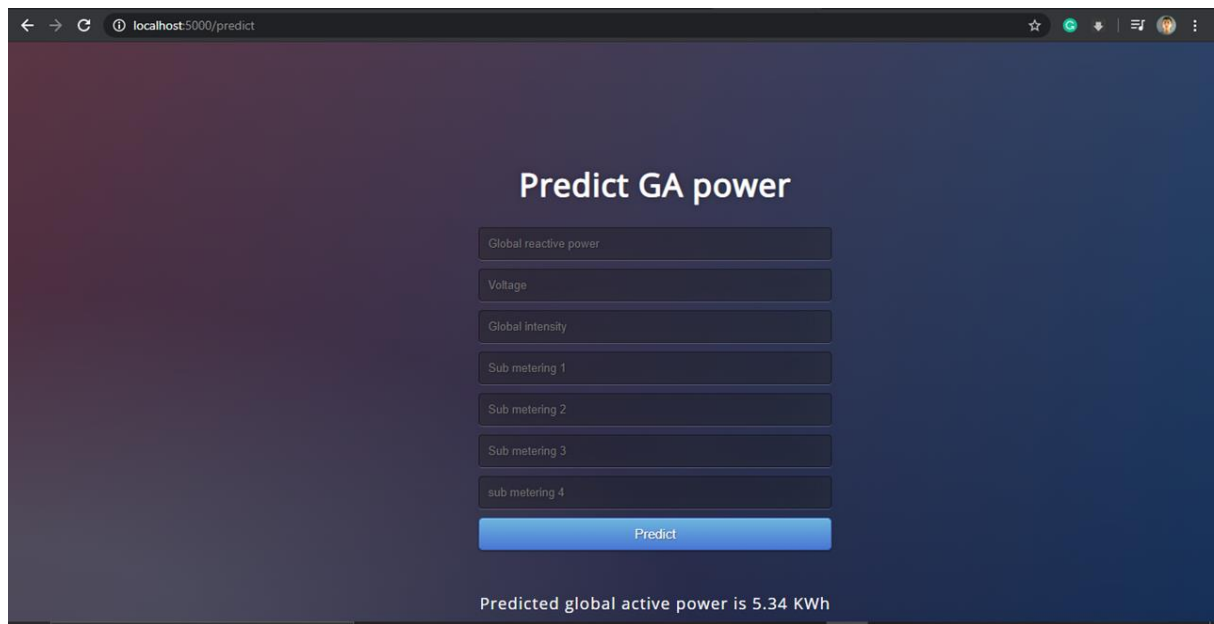 localhost:5000/predict
Predict GA power
Global reactive power
Voltage
Global intensity
Sub metering 1
Sub metering 2
Sub metering 3
sub metering 4
Predict
Predicted global active power is 5.34 KWh